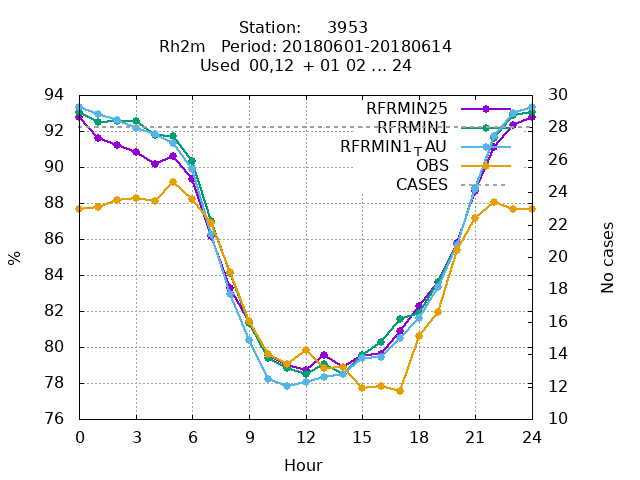 Station: 3953
Rh2m Period: 20180601-20180614
Used 00,12 + 01 02 ... 24
94 30
RFRMIN25
92 RFRMIN1 28
RFRMIN1TAU
90 OBS 26
CASES
88 24
86 22
% 84 20 No cases
82 18
16
80 14
78 12
76 10
0 3 6 9 12 15 18 21 24
Hour